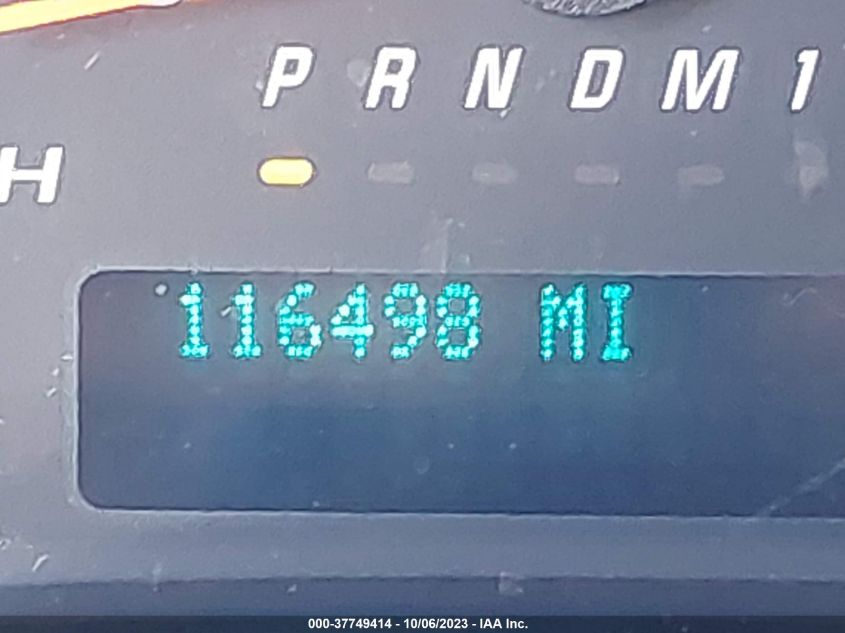 P R N D M 1
H
116498 MI
000-37749414 - 10/06/2023 - IAA Inc.